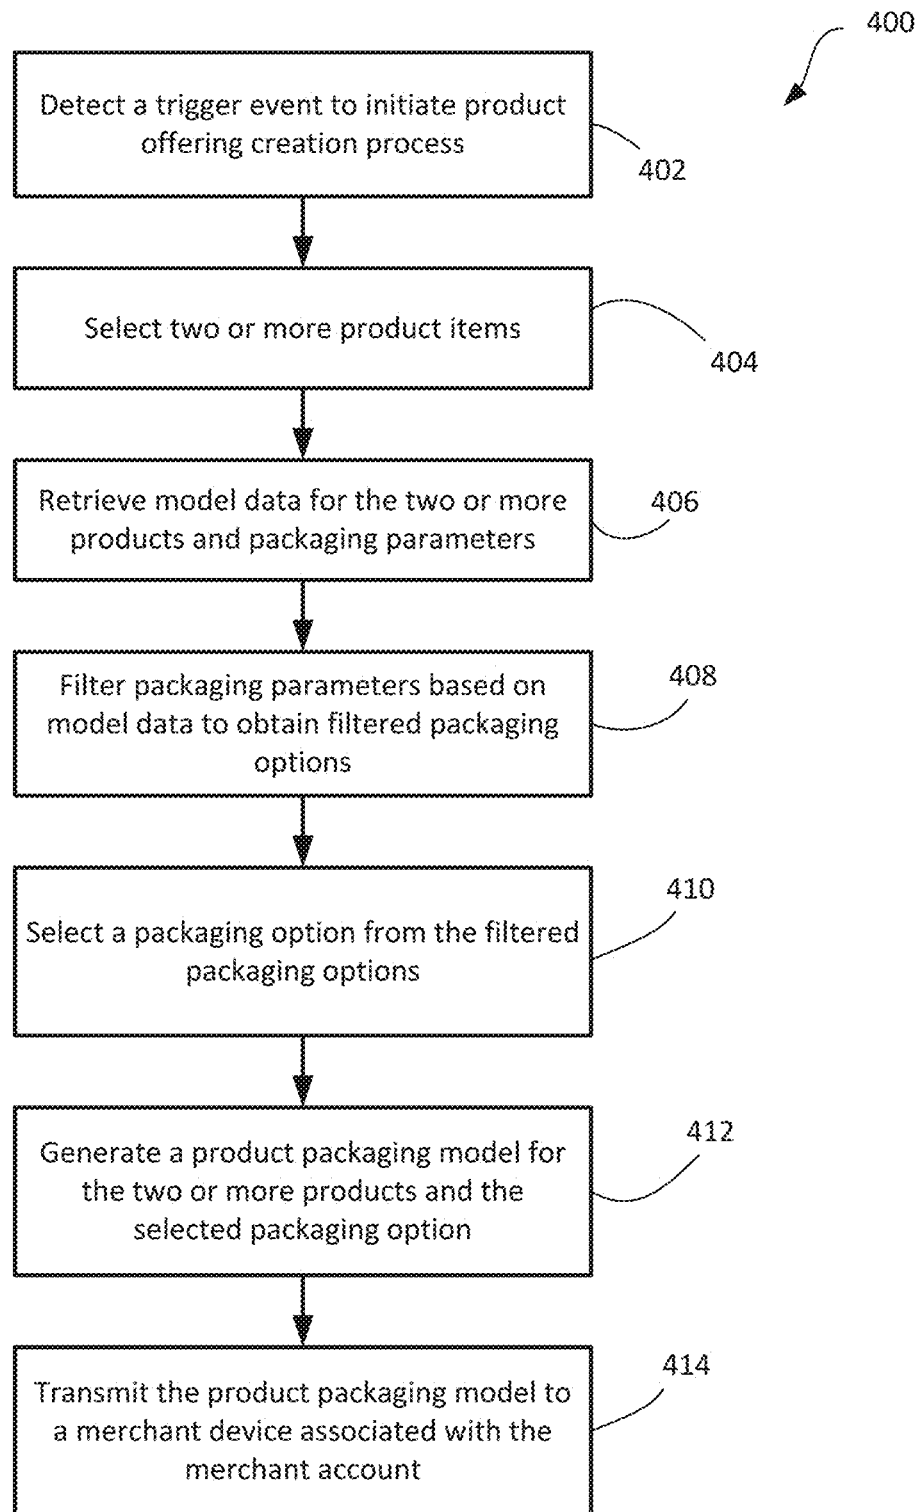 400
Detect a trigger event to initiate product
offering creation process
402
Select two or more product items
404
Retrieve model data for the two or more
products and packaging parameters
406
Filter packaging parameters based on
model data to obtain filtered packaging
options
408
Select a packaging option from the filtered
packaging options
410
Generate a product packaging model for
the two or more products and the
selected packaging option
412
Transmit the product packaging model to
a merchant device associated with the
merchant account
414